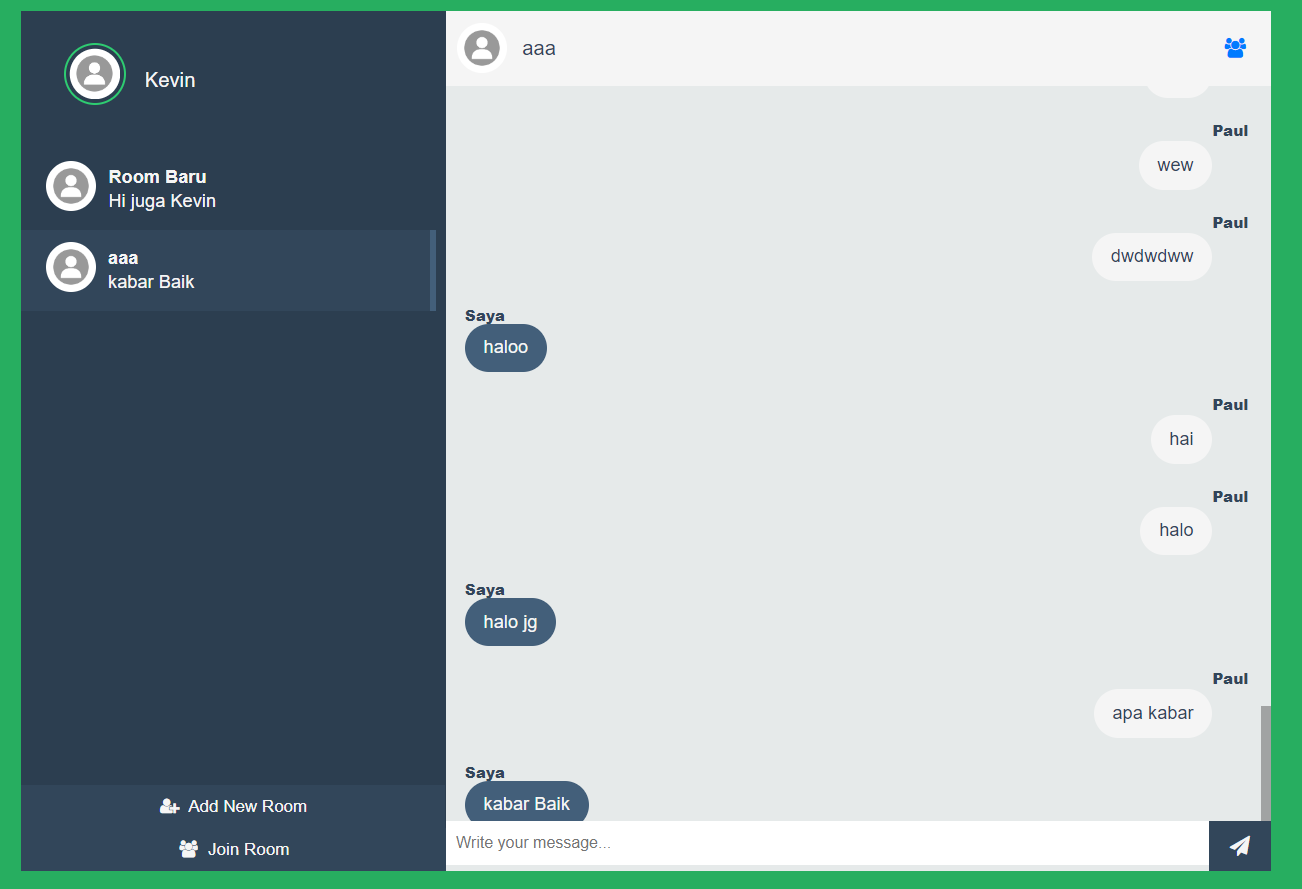 Kevin
Room Baru
Hi juga Kevin
aaa
kabar Baik
Add New Room
Join Room
aaa
Paul
wew
Paul
dwdwdww
Saya
haloo
Paul
hai
Paul
halo
Saya
halo jg
Paul
apa kabar
Saya
kabar Baik
Write your message...